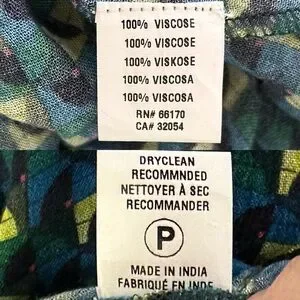 100% VISCOSE
100% VISCOSE
100% VISKOSE
100% VISCOSA
100% VISCOSA
RN# 66170
CA# 32054
DRYCLEAN
RECOMMNDED
NETTOYER À SEC
RECOMMANDER
P
MADE IN INDIA
FABRIQUÉ EN INDE